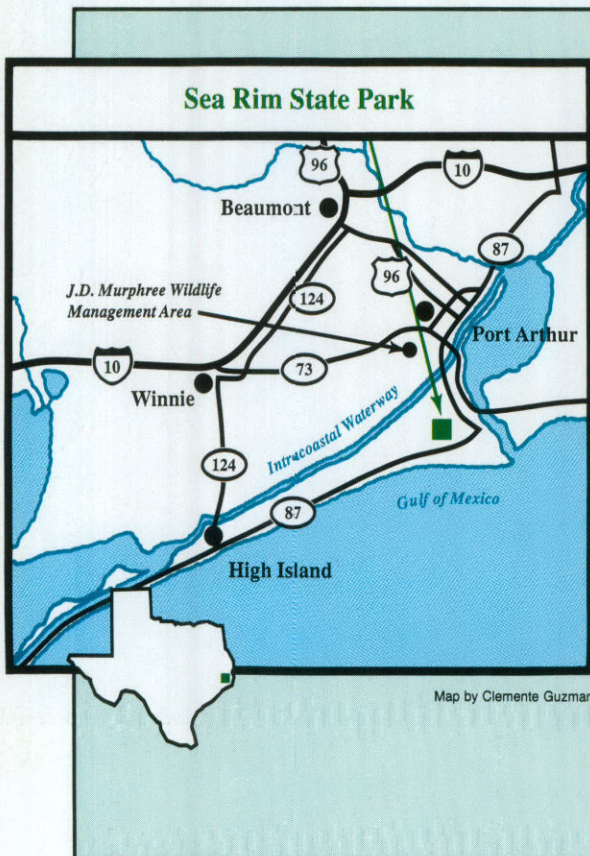 Sea Rim State Park
96
10
Beaumont
87
96
J.D. Murphree Wildlife
Management Area
124
Port Arthur
10
73
Winnie
Intracoastal Waterway
124
Gulf of Mexico
87
High Island
Map by Clemente Guzman